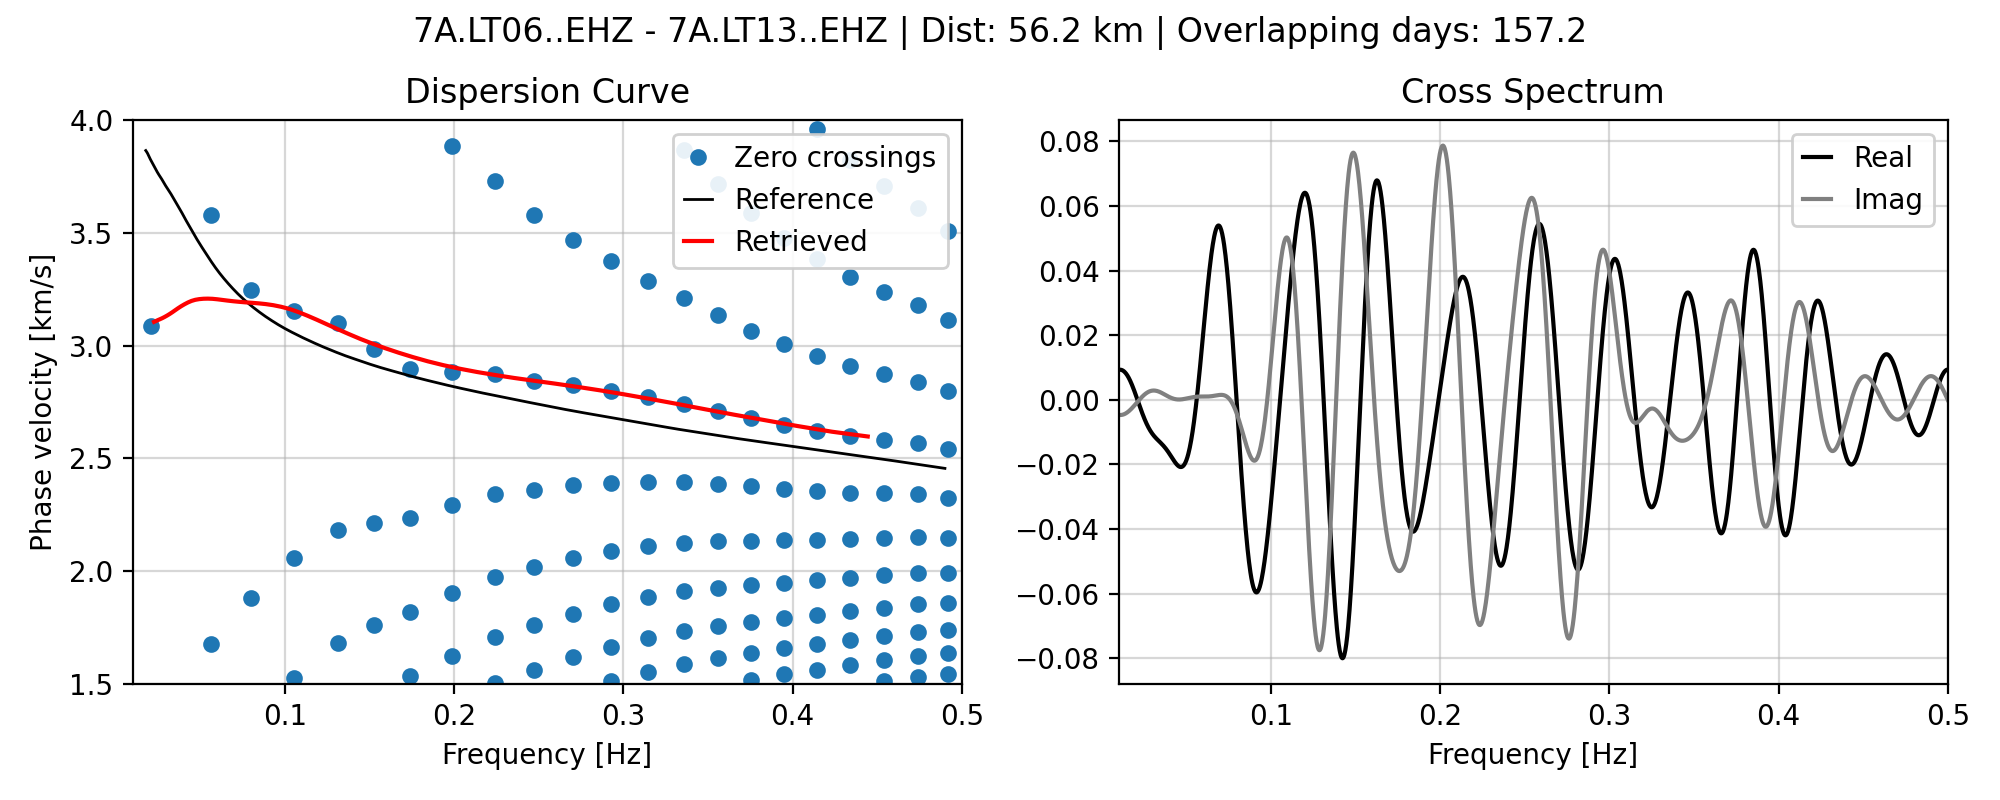 7A.LT06..EHZ - 7A.LT13..EHZ | Dist: 56.2 km | Overlapping days: 157.2
Dispersion Curve
4.0
3.5
3.0
2.5
2.0
1.5
Phase velocity [km/s]
0.1
0.2
0.3
0.4
0.5
Frequency [Hz]
Zero crossings
Reference
Retrieved
Cross Spectrum
0.08
0.06
0.04
0.02
0.00
−0.02
−0.04
−0.06
−0.08
0.1
0.2
0.3
0.4
0.5
Frequency [Hz]
Real
Imag